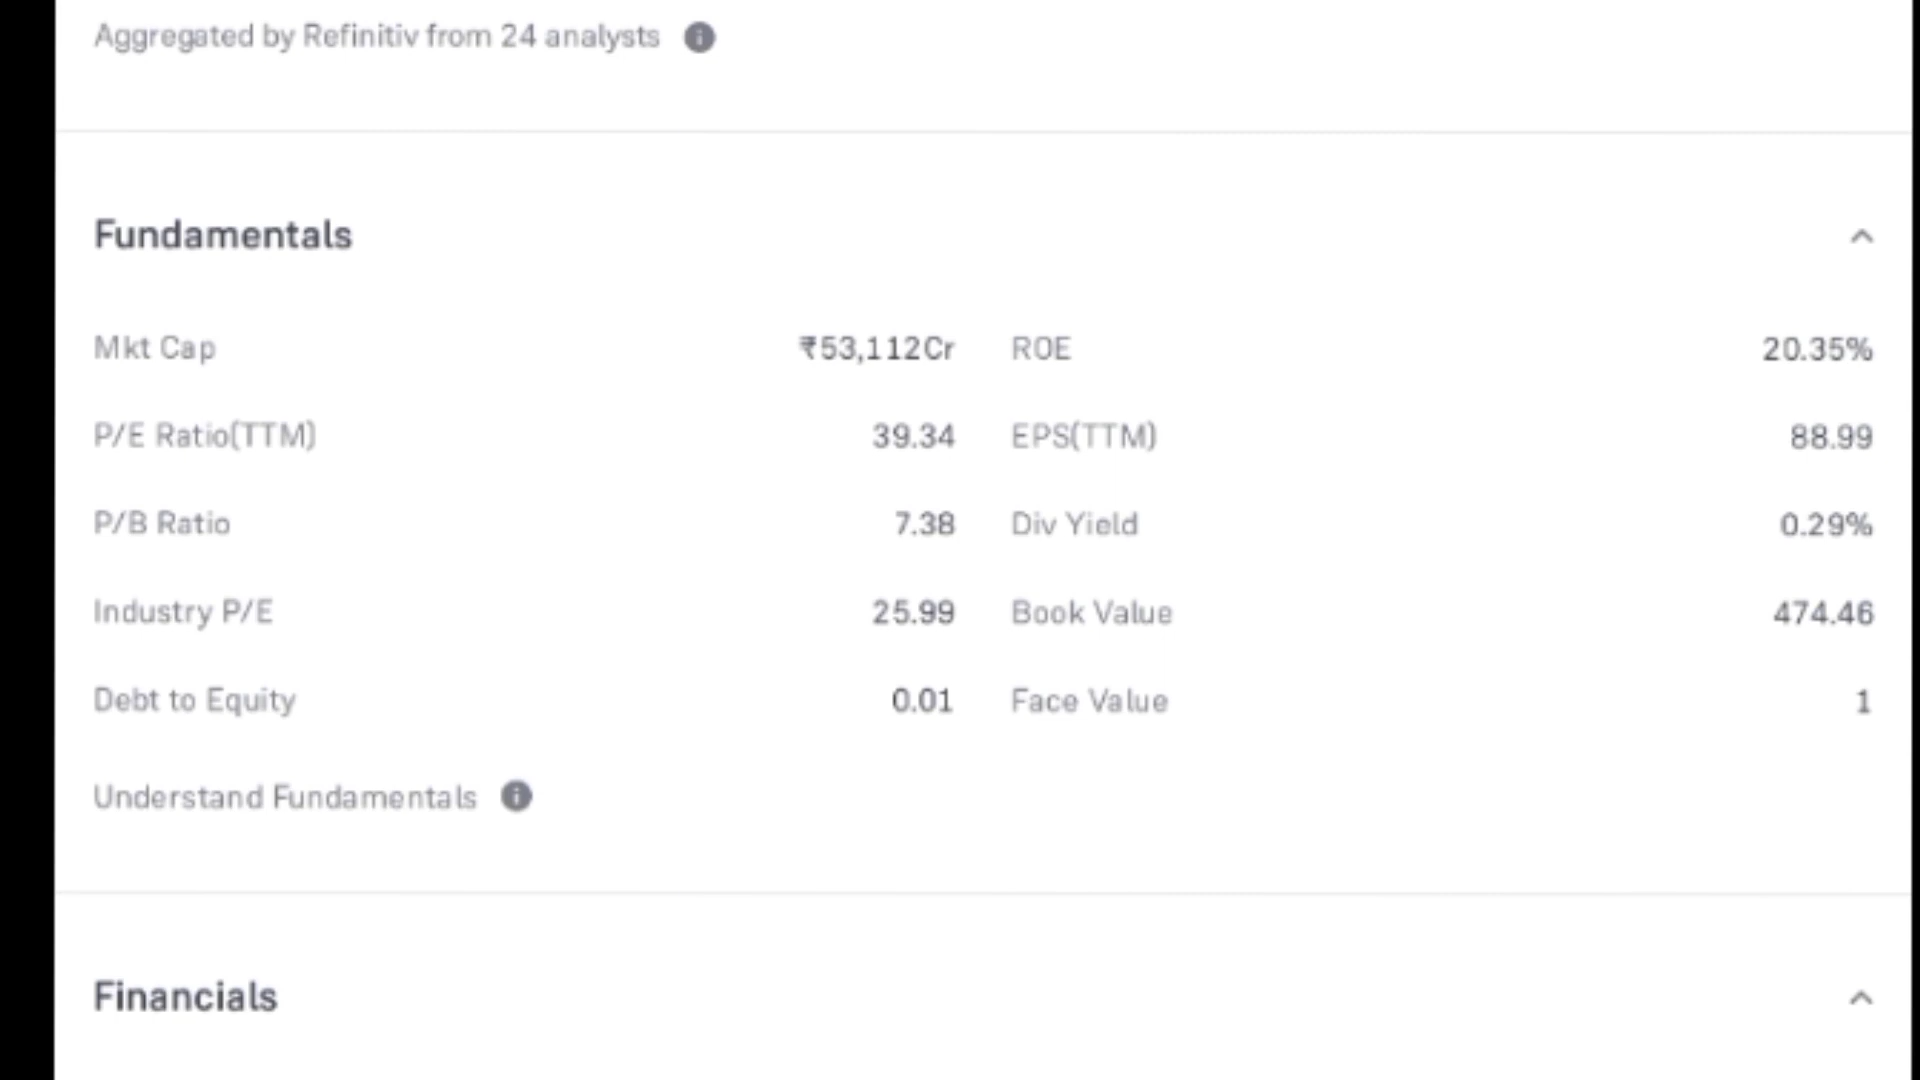 Aggregated by Refinitiv from 24 analysts
Fundamentals
Mkt Cap ₹53,112Cr ROE 20.35%
P/E Ratio(TTM) 39.34 EPS(TTM) 88.99
P/B Ratio 7.38 Div Yield 0.29%
Industry P/E 25.99 Book Value 474.46
Debt to Equity 0.01 Face Value 1
Understand Fundamentals
Financials